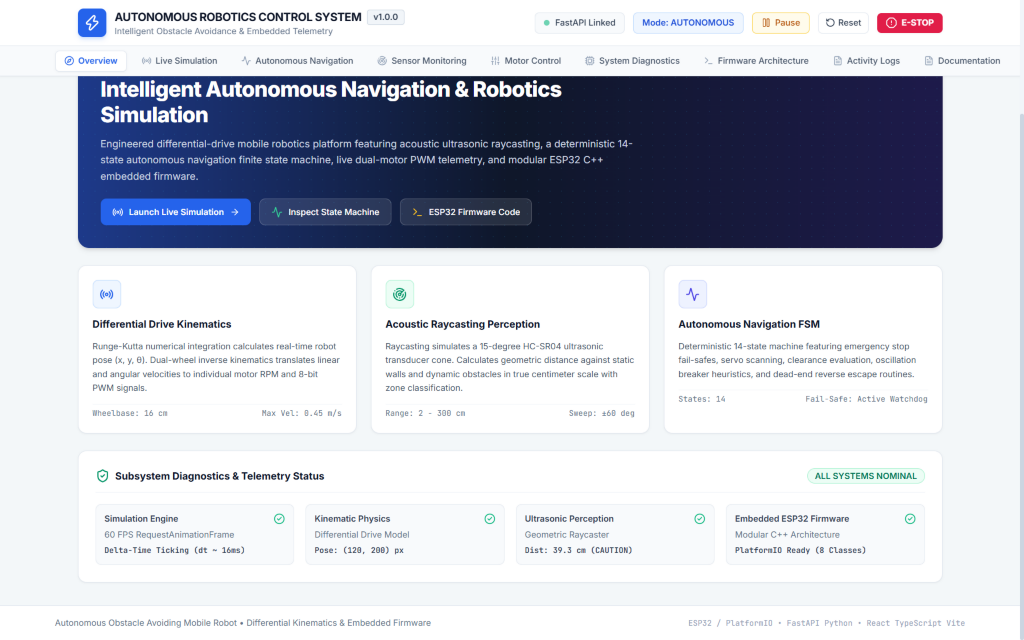 AUTONOMOUS ROBOTICS CONTROL SYSTEM v1.0.0
Intelligent Obstacle Avoidance & Embedded Telemetry
FastAPI Linked
Mode: AUTONOMOUS
Pause
Reset
E-STOP
Overview
Live Simulation
Autonomous Navigation
Sensor Monitoring
Motor Control
System Diagnostics
Firmware Architecture
Activity Logs
Documentation
Intelligent Autonomous Navigation & Robotics
Simulation
Engineered differential-drive mobile robotics platform featuring acoustic ultrasonic raycasting, a deterministic 14-
state autonomous navigation finite state machine, live dual-motor PWM telemetry, and modular ESP32 C++
embedded firmware.
Launch Live Simulation →
Inspect State Machine
ESP32 Firmware Code
Differential Drive Kinematics
Runge-Kutta numerical integration calculates real-time robot
pose (x, y, θ). Dual-wheel inverse kinematics translates linear
and angular velocities to individual motor RPM and 8-bit
PWM signals.
Wheelbase: 16 cm
Max Vel: 0.45 m/s
Acoustic Raycasting Perception
Raycasting simulates a 15-degree HC-SR04 ultrasonic
transducer cone. Calculates geometric distance against static
walls and dynamic obstacles in true centimeter scale with
zone classification.
Range: 2 - 300 cm
Sweep: ±60 deg
Autonomous Navigation FSM
Deterministic 14-state machine featuring emergency stop
fail-safes, servo scanning, clearance evaluation, oscillation
breaker heuristics, and dead-end reverse escape routines.
States: 14
Fail-Safe: Active Watchdog
Subsystem Diagnostics & Telemetry Status
ALL SYSTEMS NOMINAL
Simulation Engine
60 FPS RequestAnimationFrame
Delta-Time Ticking (dt ~ 16ms)
Kinematic Physics
Differential Drive Model
Pose: (120, 200) px
Ultrasonic Perception
Geometric Raycaster
Dist: 39.3 cm (CAUTION)
Embedded ESP32 Firmware
Modular C++ Architecture
PlatformIO Ready (8 Classes)
Autonomous Obstacle Avoiding Mobile Robot • Differential Kinematics & Embedded Firmware
ESP32 / PlatformIO • FastAPI Python • React TypeScript Vite